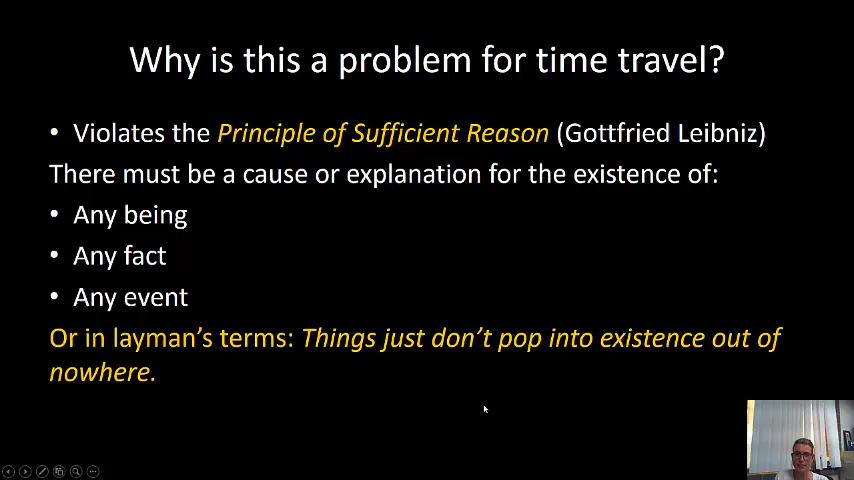 Why is this a problem for time travel?
• Violates the Principle of Sufficient Reason (Gottfried Leibniz)
There must be a cause or explanation for the existence of:
• Any being
• Any fact
• Any event
Or in layman's terms: Things just don't pop into existence out of
nowhere.